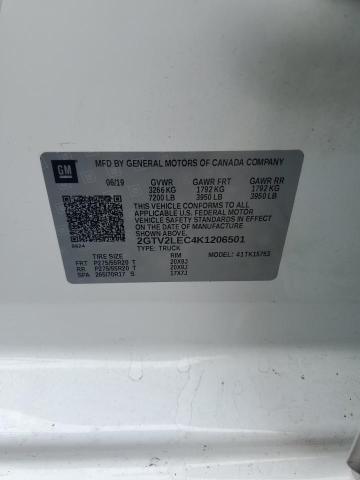 GM
MFD BY GENERAL MOTORS OF CANADA COMPANY
06/19 GVWR GAWR FRT GAWR RR
3266 KG 1792 KG 1792 KG
7200 LB 3950 LB 3950 LB
THIS VEHICLE CONFORMS TO ALL
APPLICABLE U.S. FEDERAL MOTOR
VEHICLE SAFETY STANDARDS IN
EFFECT ON THE DATE OF
MANUFACTURE SHOWN ABOVE.
2GTV2LEC4K1206501
TYPE: TRUCK
TIRE SIZE RIM MODEL: 41TK15753
FRT P275/55R20 T 20X9J
RR P275/55R20 T 20X9J
SPA 265/70R17 S 17X7J